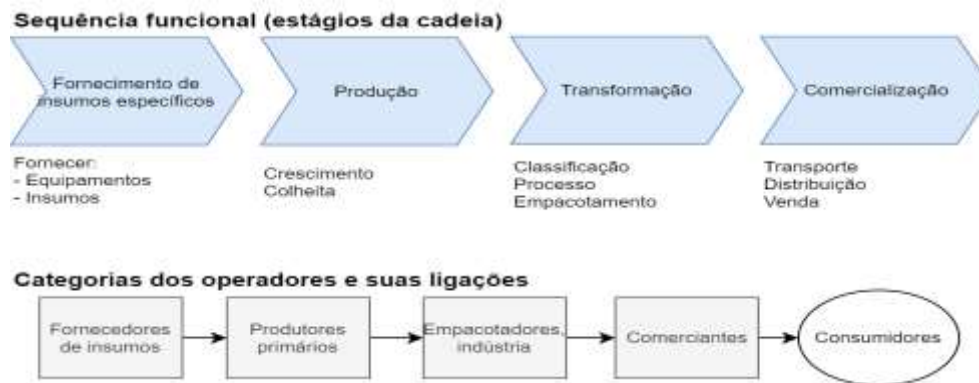 Sequência funcional (estágios da cadeia)
Fornecimento de
insumos específicos
Produção
Transformação
Comercialização
Fornecer:
- Equipamentos
- Insumos
Crescimento
Colheita
Classificação
Processo
Empacotamento
Transporte
Distribuição
Venda
Categorias dos operadores e suas ligações
Fornecedores
de insumos
Produtores
primários
Empacotadores,
indústria
Comerciantes
Consumidores